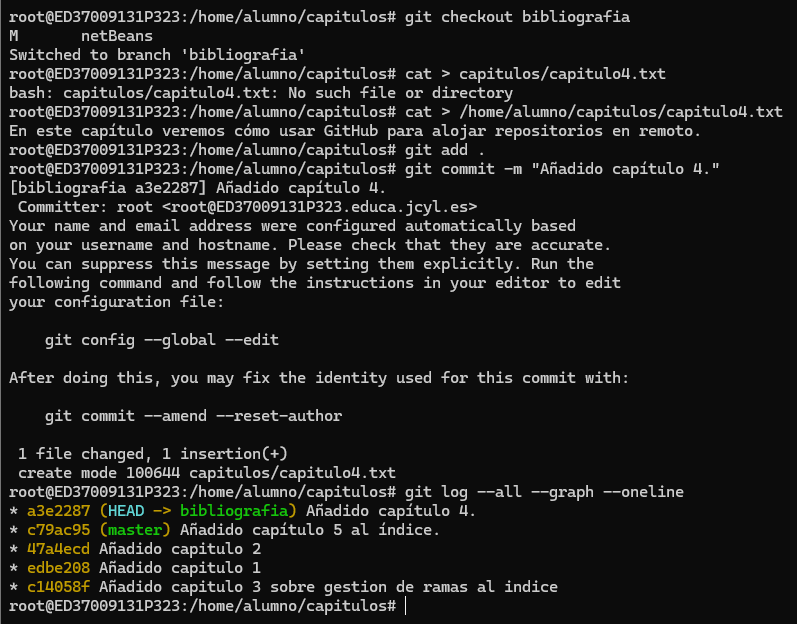 root@ED37009131P323:/home/alumno/capitulos# git checkout bibliografia
M       netBeans
Switched to branch 'bibliografia'
root@ED37009131P323:/home/alumno/capitulos# cat > capitulos/capitulo4.txt
bash: capitulos/capitulo4.txt: No such file or directory
root@ED37009131P323:/home/alumno/capitulos# cat > /home/alumno/capitulos/capitulo4.txt
En este capítulo veremos cómo usar GitHub para alojar repositorios en remoto.
root@ED37009131P323:/home/alumno/capitulos# git add .
root@ED37009131P323:/home/alumno/capitulos# git commit -m "Añadido capítulo 4."
[bibliografia a3e2287] Añadido capítulo 4.
 Committer: root <root@ED37009131P323.educa.jcyl.es>
Your name and email address were configured automatically based
on your username and hostname. Please check that they are accurate.
You can suppress this message by setting them explicitly. Run the
following command and follow the instructions in your editor to edit
your configuration file:

    git config --global --edit

After doing this, you may fix the identity used for this commit with:

    git commit --amend --reset-author

 1 file changed, 1 insertion(+)
 create mode 100644 capitulos/capitulo4.txt
root@ED37009131P323:/home/alumno/capitulos# git log --all --graph --oneline
* a3e2287 (HEAD -> bibliografia) Añadido capítulo 4.
* c79ac95 (master) Añadido capítulo 5 al índice.
* 47a4ecd Añadido capitulo 2
* edbe208 Añadido capitulo 1
* c14058f Añadido capitulo 3 sobre gestion de ramas al indice
root@ED37009131P323:/home/alumno/capitulos#